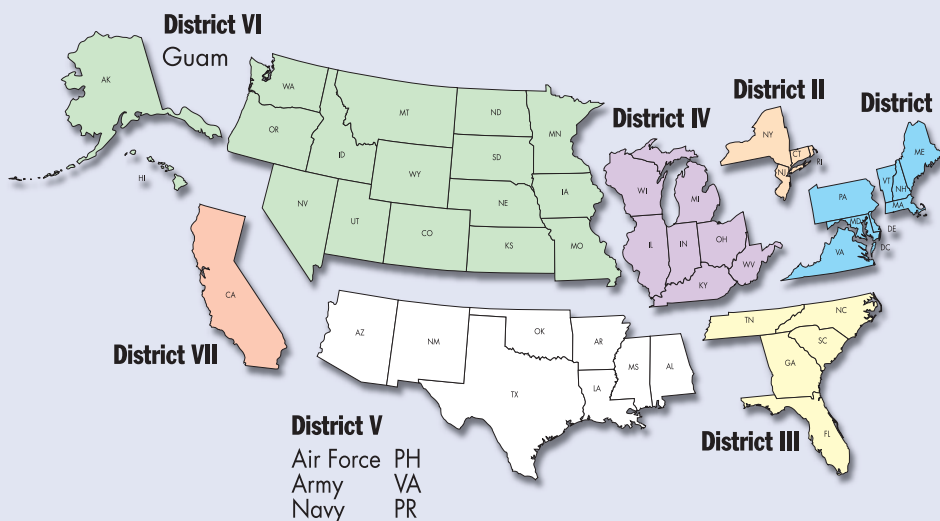 District VI
Guam
AK
HI
WA
OR
ID
MT
WY
NV
UT
CO
ND
SD
NE
KS
MN
IA
MO
District VII
CA
District IV
WI
MI
IL
IN
OH
WV
KY
District II
NY
CT
RI
NJ
District
ME
VT
NH
MA
PA
MD
DE
DC
VA
District V
Air Force PH
Army VA
Navy PR
AZ
NM
OK
TX
AR
LA
MS
AL
District III
TN
NC
SC
GA
FL